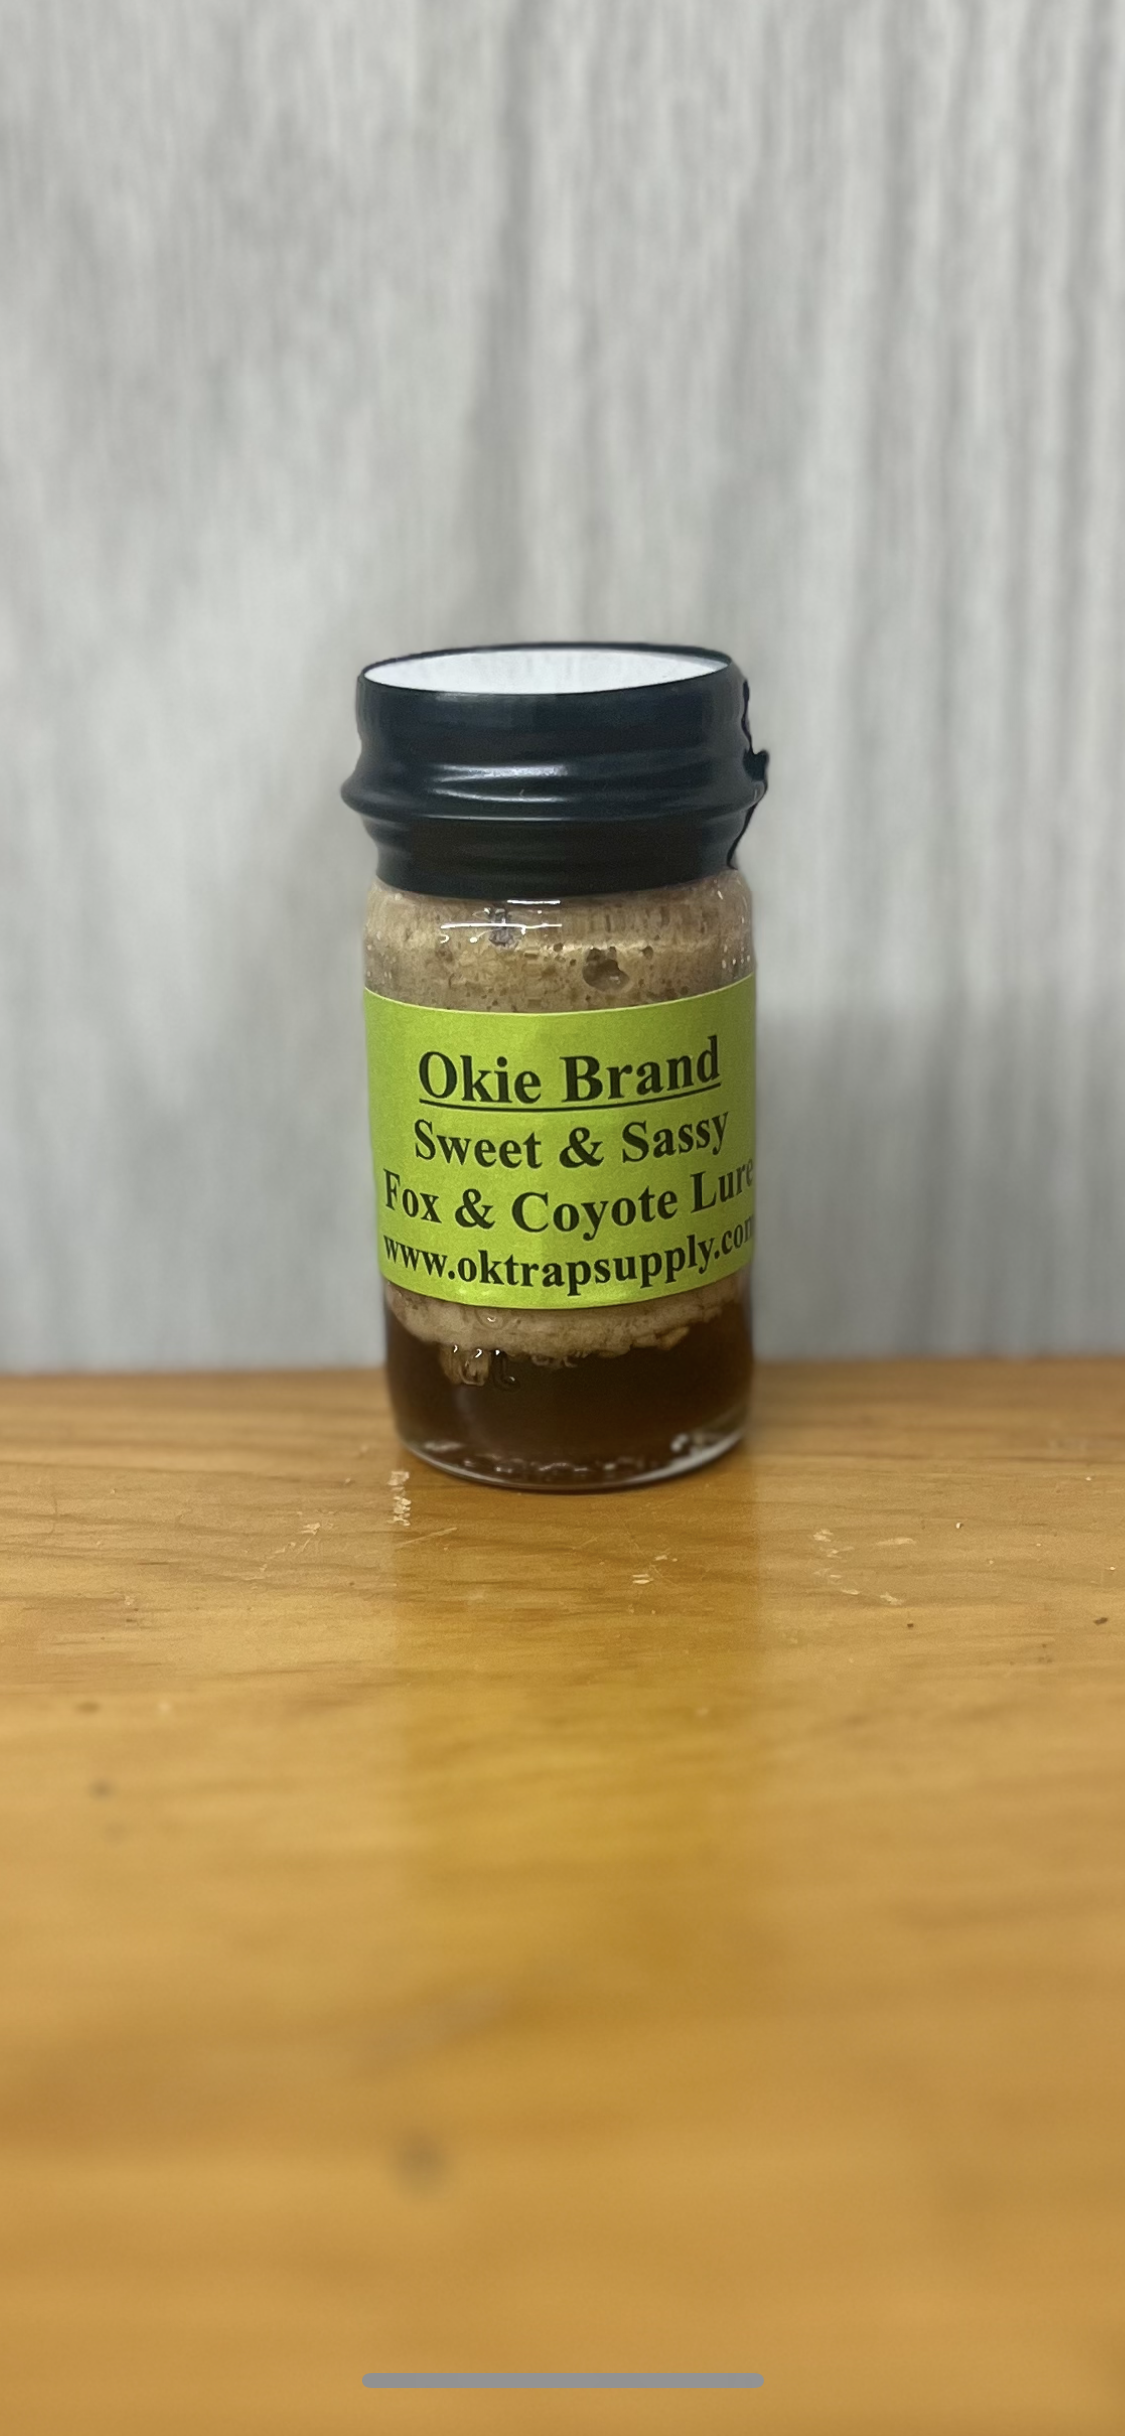 Okie Brand
Sweet & Sassy
Fox & Coyote Lure
www.oktrapsupply.com